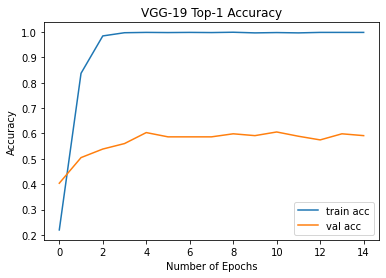 VGG-19 Top-1 Accuracy
Accuracy
1.0
0.9
0.8
0.7
0.6
0.5
0.4
0.3
0.2
train acc
val acc
0 2 4 6 8 10 12 14
Number of Epochs